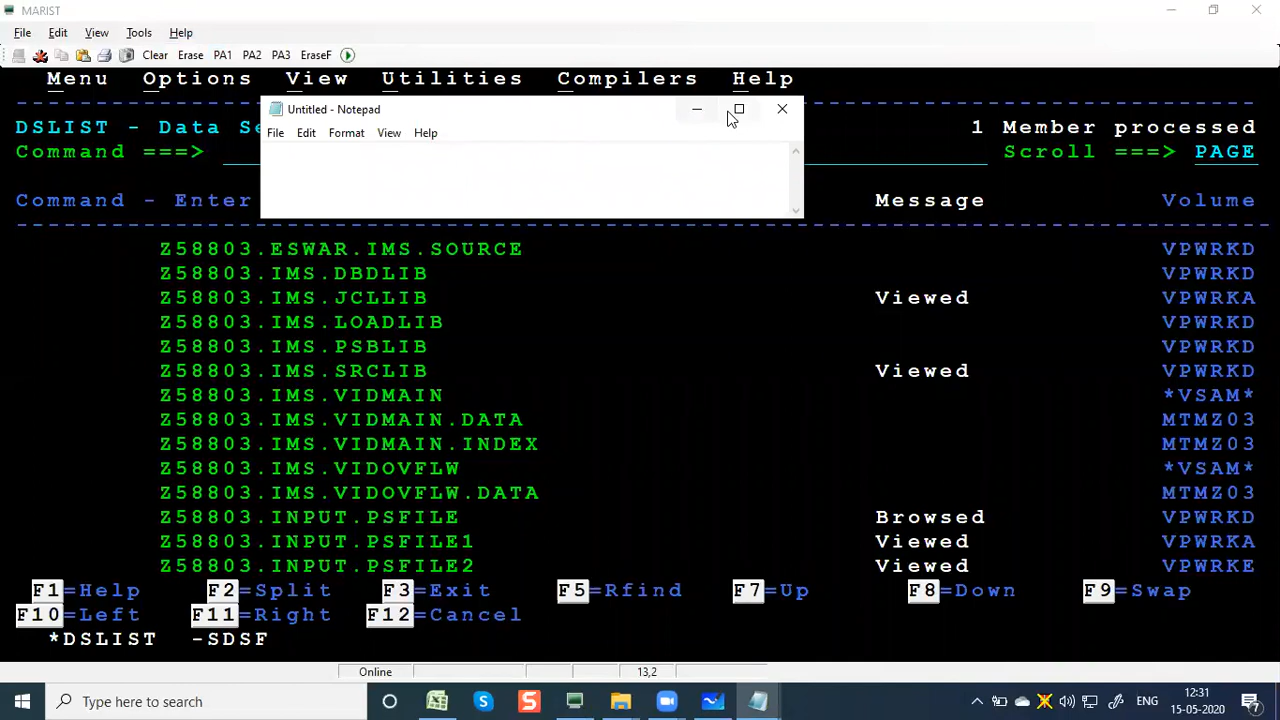 MARIST
File Edit View Tools Help
Clear Erase PA1 PA2 PA3 EraseF
Menu Options View Utilities Compilers Help
Untitled - Notepad
File Edit Format View Help
DSLIST - Data Se
1 Member processed
Command ===>
Scroll ===> PAGE
Command - Enter
Message Volume
Z58803.ESWAR.IMS.SOURCE VPWRKD
Z58803.IMS.DBDLIB VPWRKD
Z58803.IMS.JCLLIB Viewed VPWRKA
Z58803.IMS.LOADLIB VPWRKD
Z58803.IMS.PSBLIB VPWRKD
Z58803.IMS.SRCLIB Viewed VPWRKD
Z58803.IMS.VIDMAIN *VSAM*
Z58803.IMS.VIDMAIN.DATA MTMZ03
Z58803.IMS.VIDMAIN.INDEX MTMZ03
Z58803.IMS.VIDOVFLW *VSAM*
Z58803.IMS.VIDOVFLW.DATA MTMZ03
Z58803.INPUT.PSFILE Browsed VPWRKD
Z58803.INPUT.PSFILE1 Viewed VPWRKA
Z58803.INPUT.PSFILE2 Viewed VPWRKE
F1=Help F2=Split F3=Exit F5=Rfind F7=Up F8=Down F9=Swap
F10=Left F11=Right F12=Cancel
*DSLIST -SDSF
Online 13,2
Type here to search
ENG
12:31
15-05-2020
7